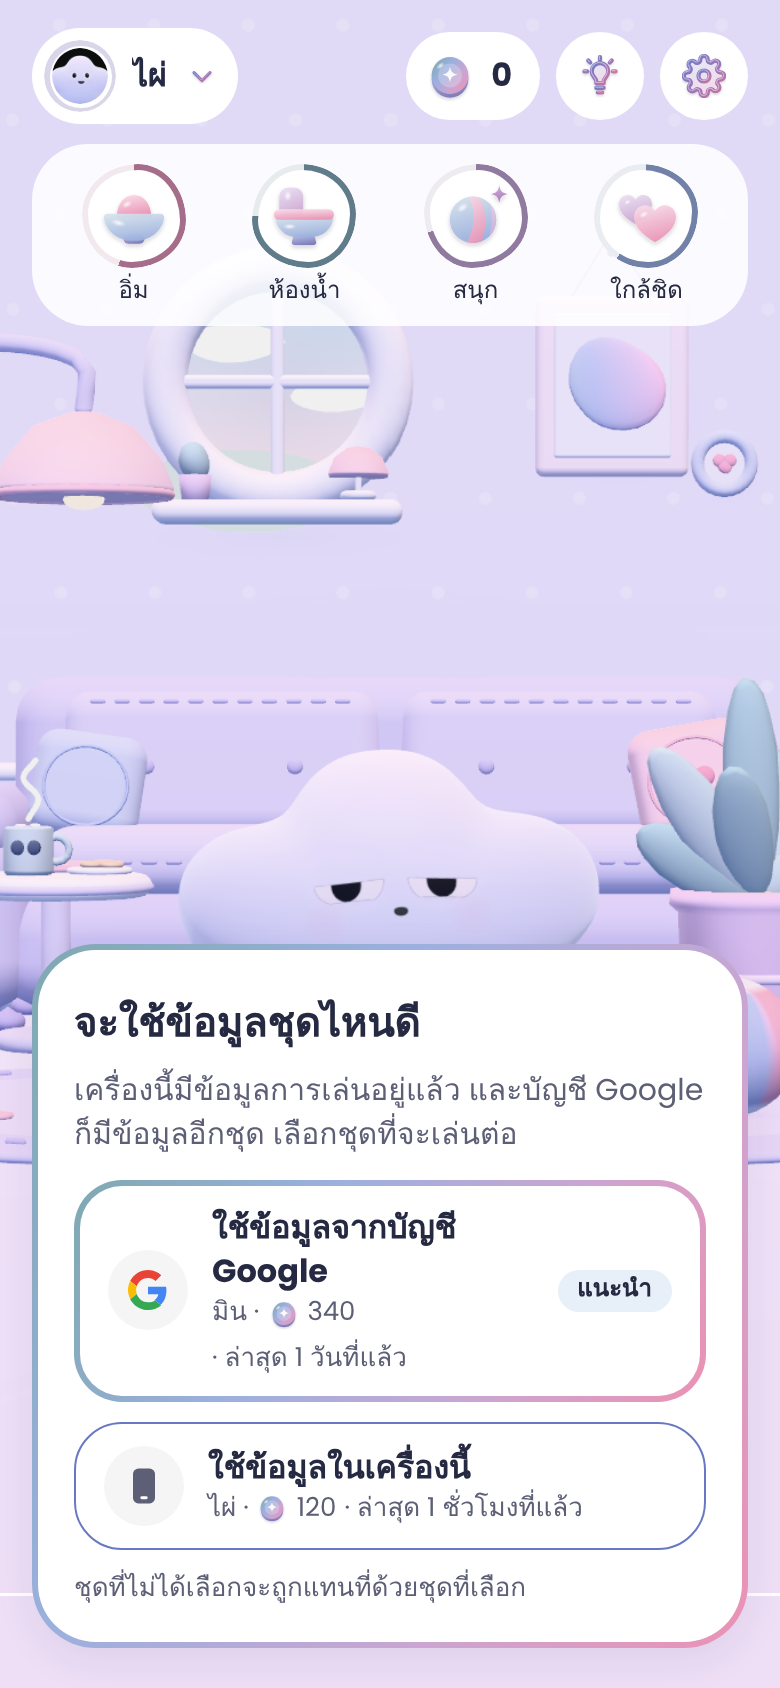 ไผ่
0
อิ่ม
ห้องน้ำ
สนุก
ใกล้ชิด
จะใช้ข้อมูลชุดไหนดี
เครื่องนี้มีข้อมูลการเล่นอยู่แล้ว และบัญชี Google
ก็มีข้อมูลอีกชุด เลือกชุดที่จะเล่นต่อ
ใช้ข้อมูลจากบัญชี
Google
แนะนำ
มิน · 340
· ล่าสุด 1 วันที่แล้ว
ใช้ข้อมูลในเครื่องนี้
ไผ่ · 120 · ล่าสุด 1 ชั่วโมงที่แล้ว
ชุดที่ไม่ได้เลือกจะถูกแทนที่ด้วยชุดที่เลือก